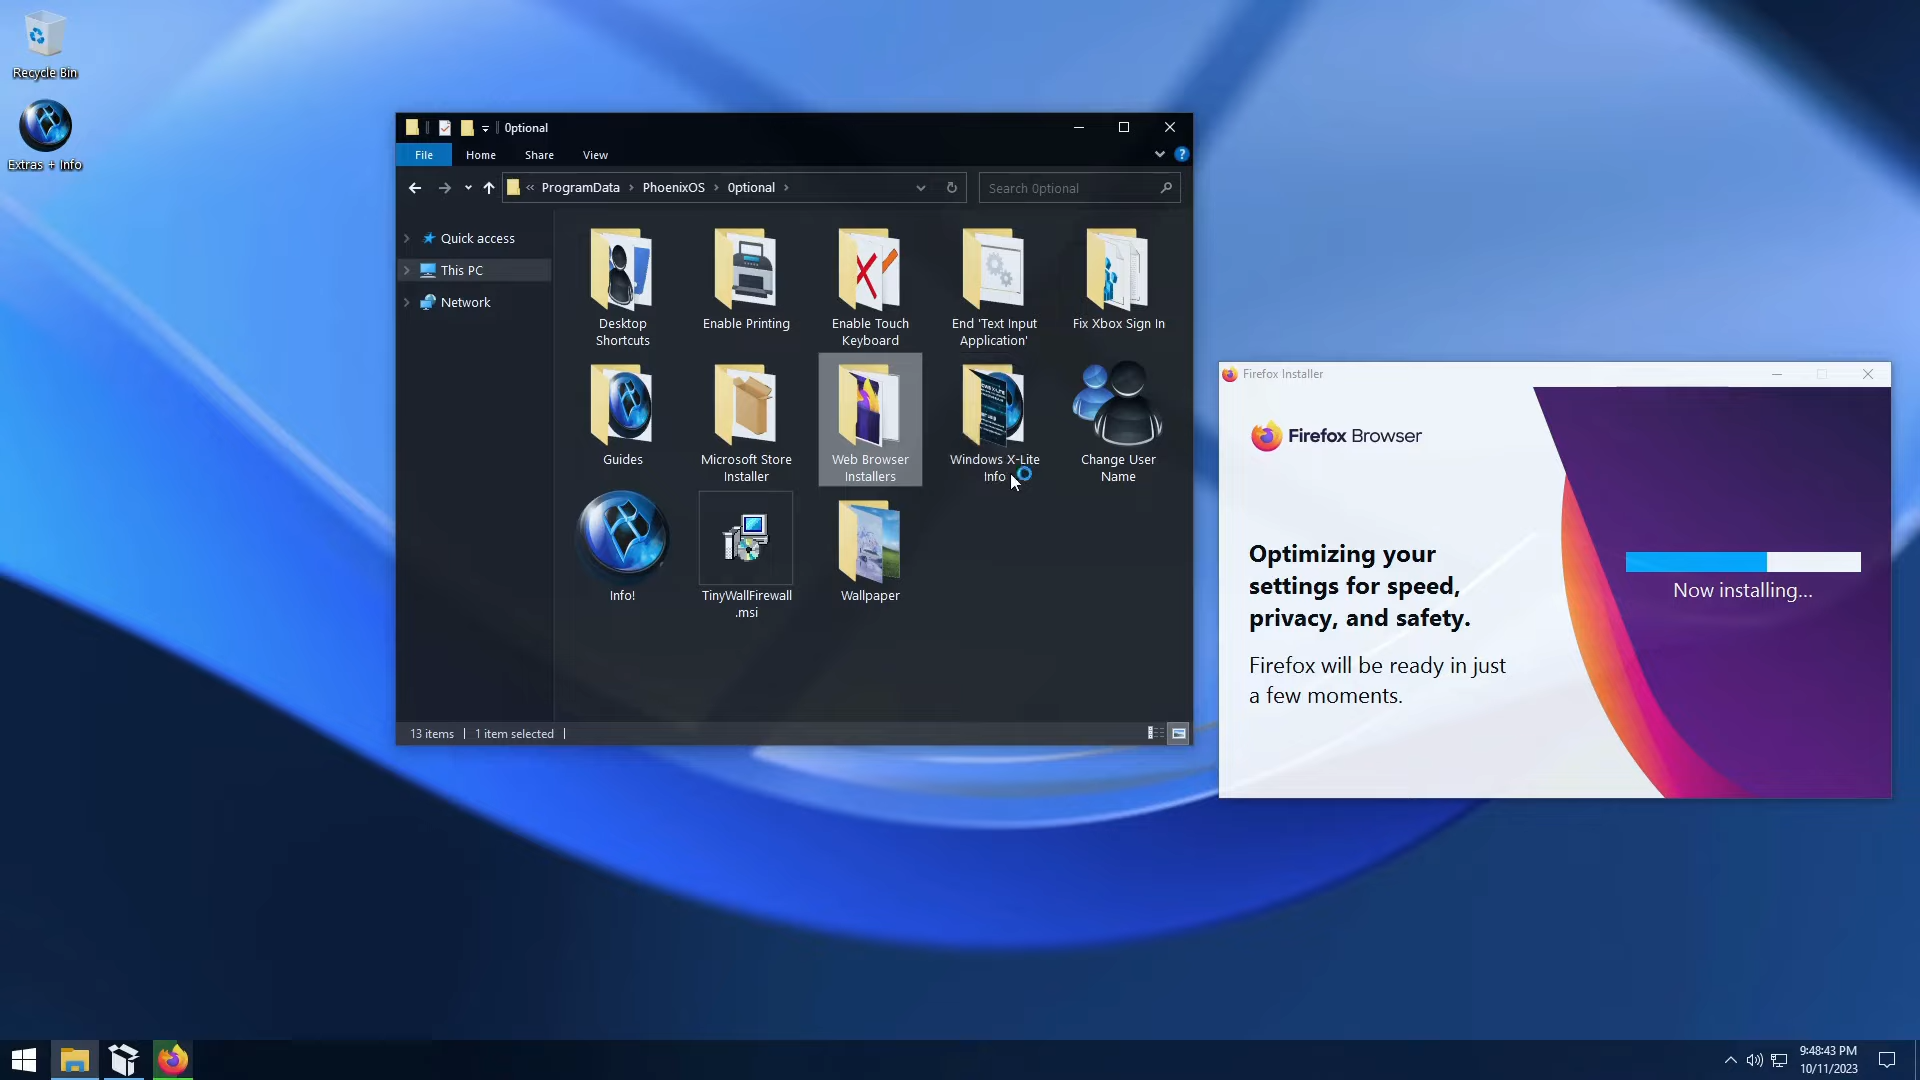 Recycle Bin
Extras + Info
0ptional
File
Home
Share
View
?
« ProgramData › PhoenixOS › 0ptional ›
Search 0ptional
Quick access
This PC
Network
Desktop
Shortcuts
Enable Printing
Enable Touch
Keyboard
End 'Text Input
Application'
Fix Xbox Sign In
Guides
Microsoft Store
Installer
Web Browser
Installers
Windows X-Lite
Info
Change User
Name
Info!
TinyWallFirewall
.msi
Wallpaper
13 items
1 item selected
Firefox Installer
Firefox Browser
Optimizing your
settings for speed,
privacy, and safety.
Firefox will be ready in just
a few moments.
Now installing...
9:48:43 PM
10/11/2023